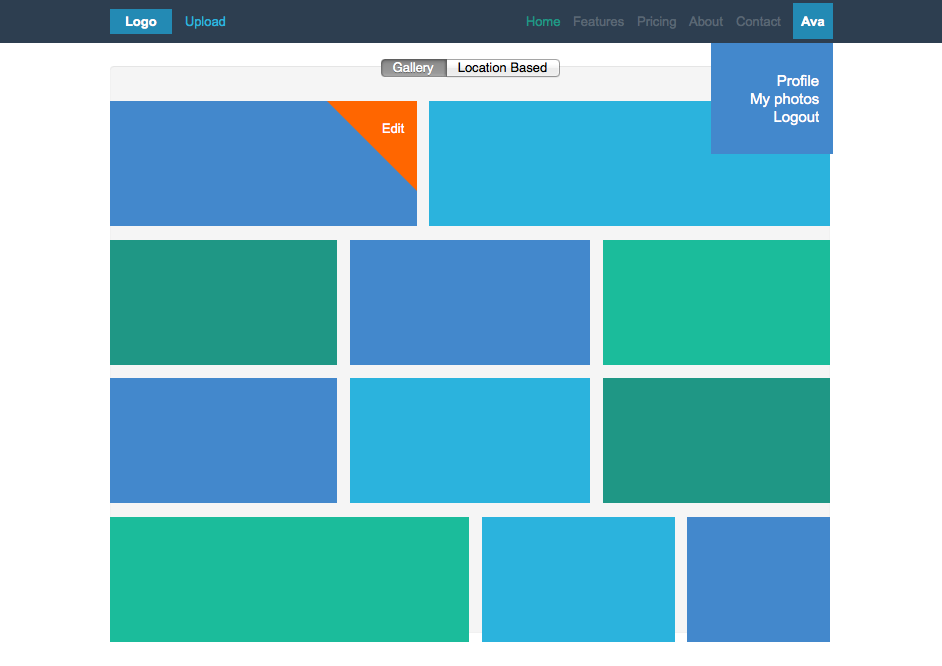 Logo Upload Home Features Pricing About Contact Ava
Gallery Location Based
Profile
My photos
Logout
Edit